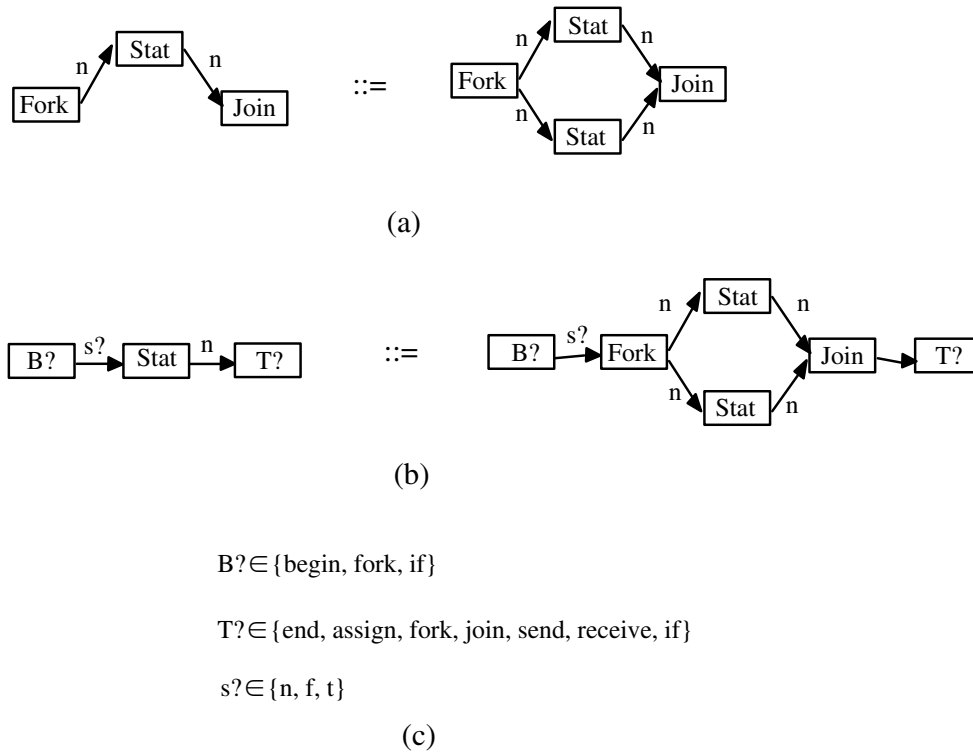 n
Stat
n
Fork
Join
::=
n
Stat
n
Fork
Join
n
Stat
n
(a)
B?
s?
Stat
n
T?
::=
B?
s?
Fork
n
Stat
n
Join
T?
n
Stat
n
(b)
B?∈{begin, fork, if}
T?∈{end, assign, fork, join, send, receive, if}
s?∈{n, f, t}
(c)